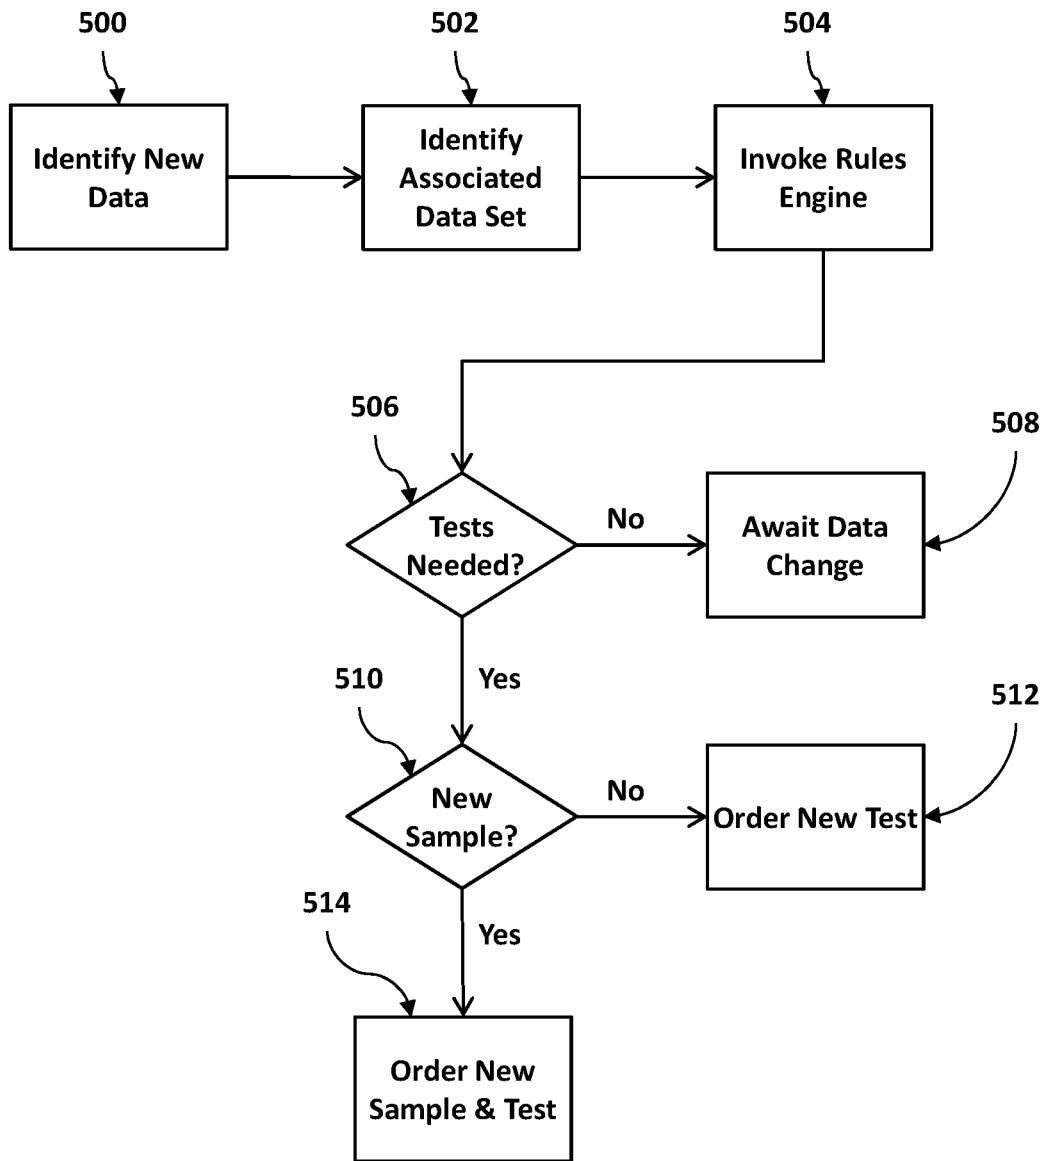 500
502
504
Identify New
Data
Identify
Associated
Data Set
Invoke Rules
Engine
506
508
Tests
Needed?
No
Await Data
Change
Yes
510
512
New
Sample?
No
Order New Test
Yes
514
Order New
Sample & Test